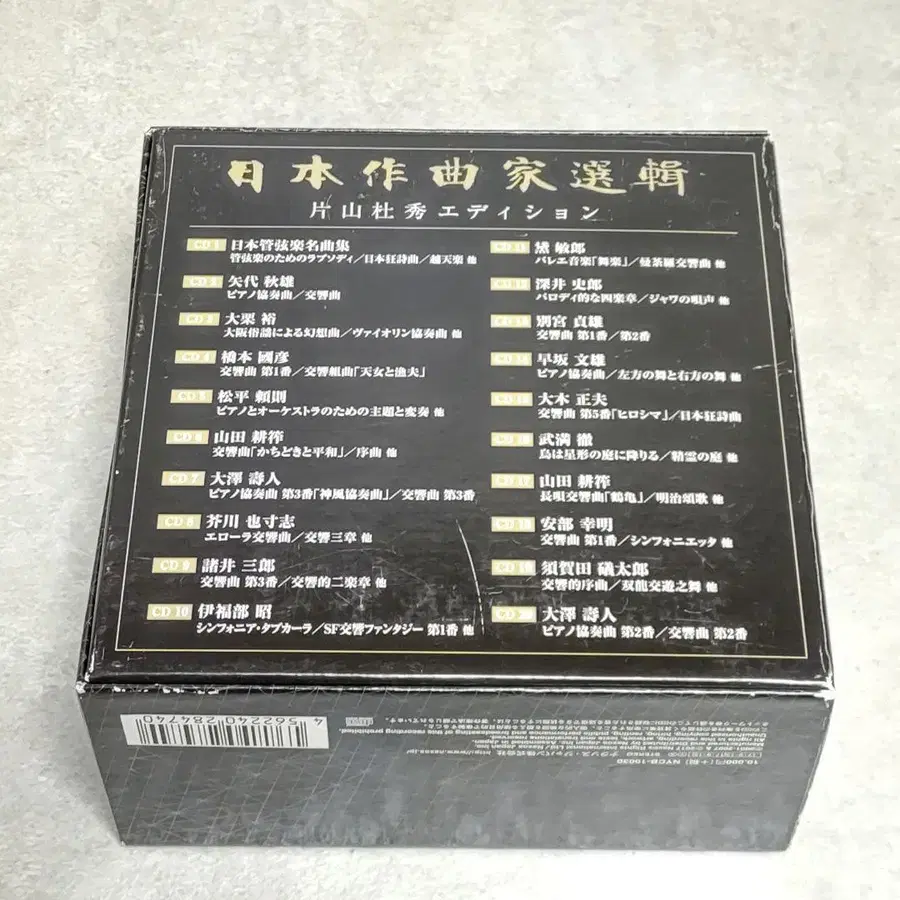 日本作曲家選輯
片山杜秀エディション
CD 1 日本管弦楽名曲集
管弦楽のためのラプソディ／日本狂詩曲／越天楽 他
CD 2 矢代 秋雄
ピアノ協奏曲／交響曲
CD 3 大栗 裕
大阪俗謡による幻想曲／ヴァイオリン協奏曲 他
CD 4 橋本 國彦
交響曲 第1番／交響組曲「天女と漁夫」
CD 5 松平 頼則
ピアノとオーケストラのための主題と変奏 他
CD 6 山田 耕筰
交響曲「かちどきと平和」／序曲 他
CD 7 大澤 壽人
ピアノ協奏曲 第3番「神風協奏曲」／交響曲 第3番
CD 8 芥川 也寸志
エローラ交響曲／交響三章 他
CD 9 諸井 三郎
交響曲 第3番／交響的二楽章 他
CD 10 伊福部 昭
シンフォニア・タプカーラ／SF交響ファンタジー 第1番 他
CD 11 黛 敏郎
バレエ音楽「舞楽」／曼荼羅交響曲 他
CD 12 深井 史郎
パロディ的な四楽章／ジャワの唄声 他
CD 13 別宮 貞雄
交響曲 第1番／第2番
CD 14 早坂 文雄
ピアノ協奏曲／左方の舞と右方の舞 他
CD 15 大木 正夫
交響曲 第5番「ヒロシマ」／日本狂詩曲
CD 16 武満 徹
鳥は星形の庭に降りる／精霊の庭 他
CD 17 山田 耕筰
長唄交響曲「鶴亀」／明治頌歌 他
CD 18 安部 幸明
交響曲 第1番／シンフォニエッタ 他
CD 19 須賀田 礒太郎
交響的序曲／双龍交遊之舞 他
CD 20 大澤 壽人
ピアノ協奏曲 第2番／交響曲 第2番
4 562240 284740
10,000円(+税) NYCC-10030